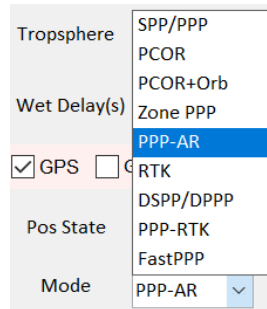 Tropsphere
SPP/PPP
PCOR
PCOR+Orb
Wet Delay(s)
Zone PPP
PPP-AR
GPS
RTK
DSPP/DPPP
Pos State
PPP-RTK
FastPPP
Mode
PPP-AR